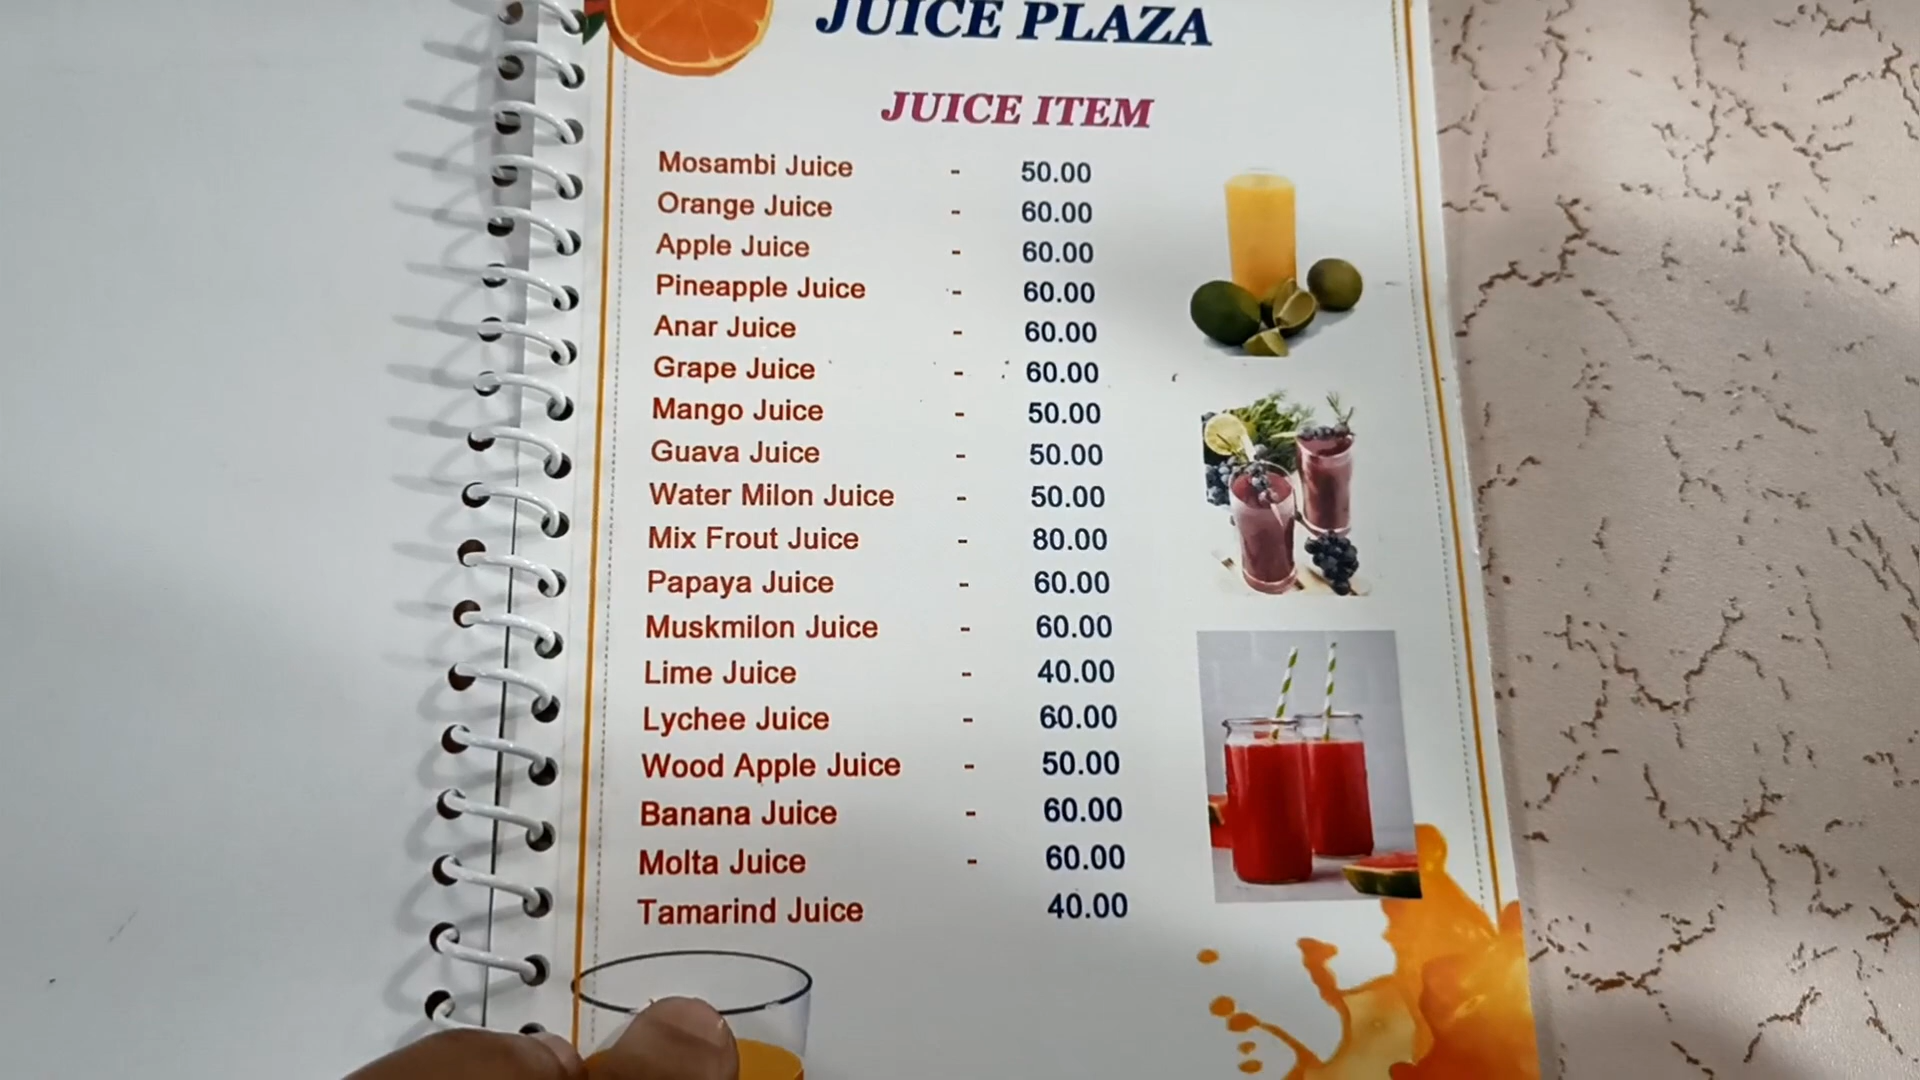 JUICE PLAZA
JUICE ITEM
Mosambi Juice - 50.00
Orange Juice - 60.00
Apple Juice - 60.00
Pineapple Juice - 60.00
Anar Juice - 60.00
Grape Juice - 60.00
Mango Juice - 50.00
Guava Juice - 50.00
Water Milon Juice - 50.00
Mix Frout Juice - 80.00
Papaya Juice - 60.00
Muskmilon Juice - 60.00
Lime Juice - 40.00
Lychee Juice - 60.00
Wood Apple Juice - 50.00
Banana Juice - 60.00
Molta Juice - 60.00
Tamarind Juice 40.00